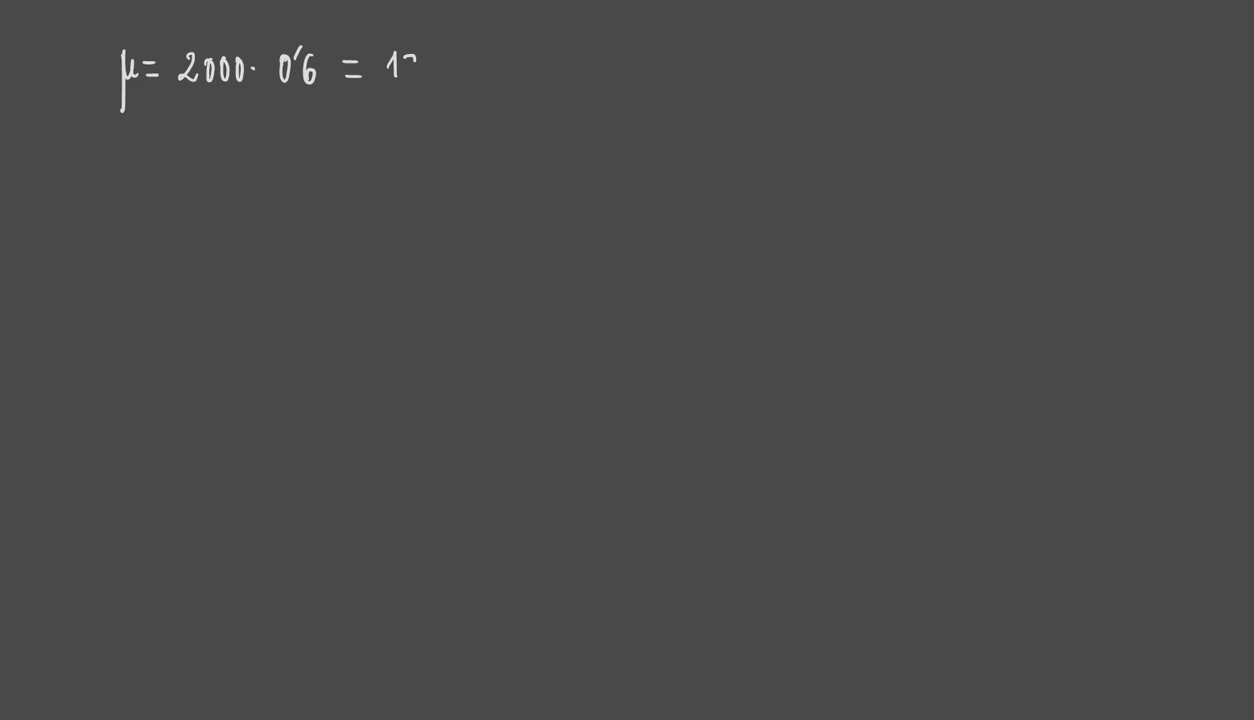 μ= 2000· 0'6 = 1